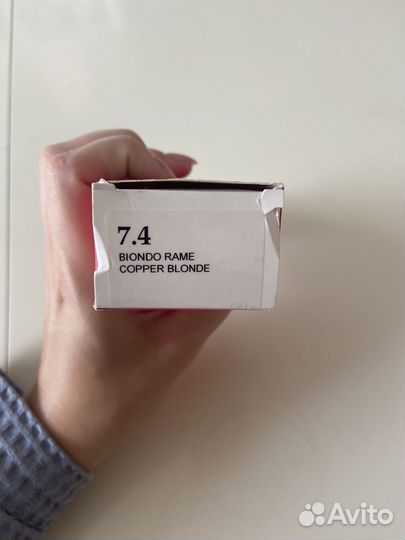 7.4
BIONDO RAME
COPPER BLONDE
Avito